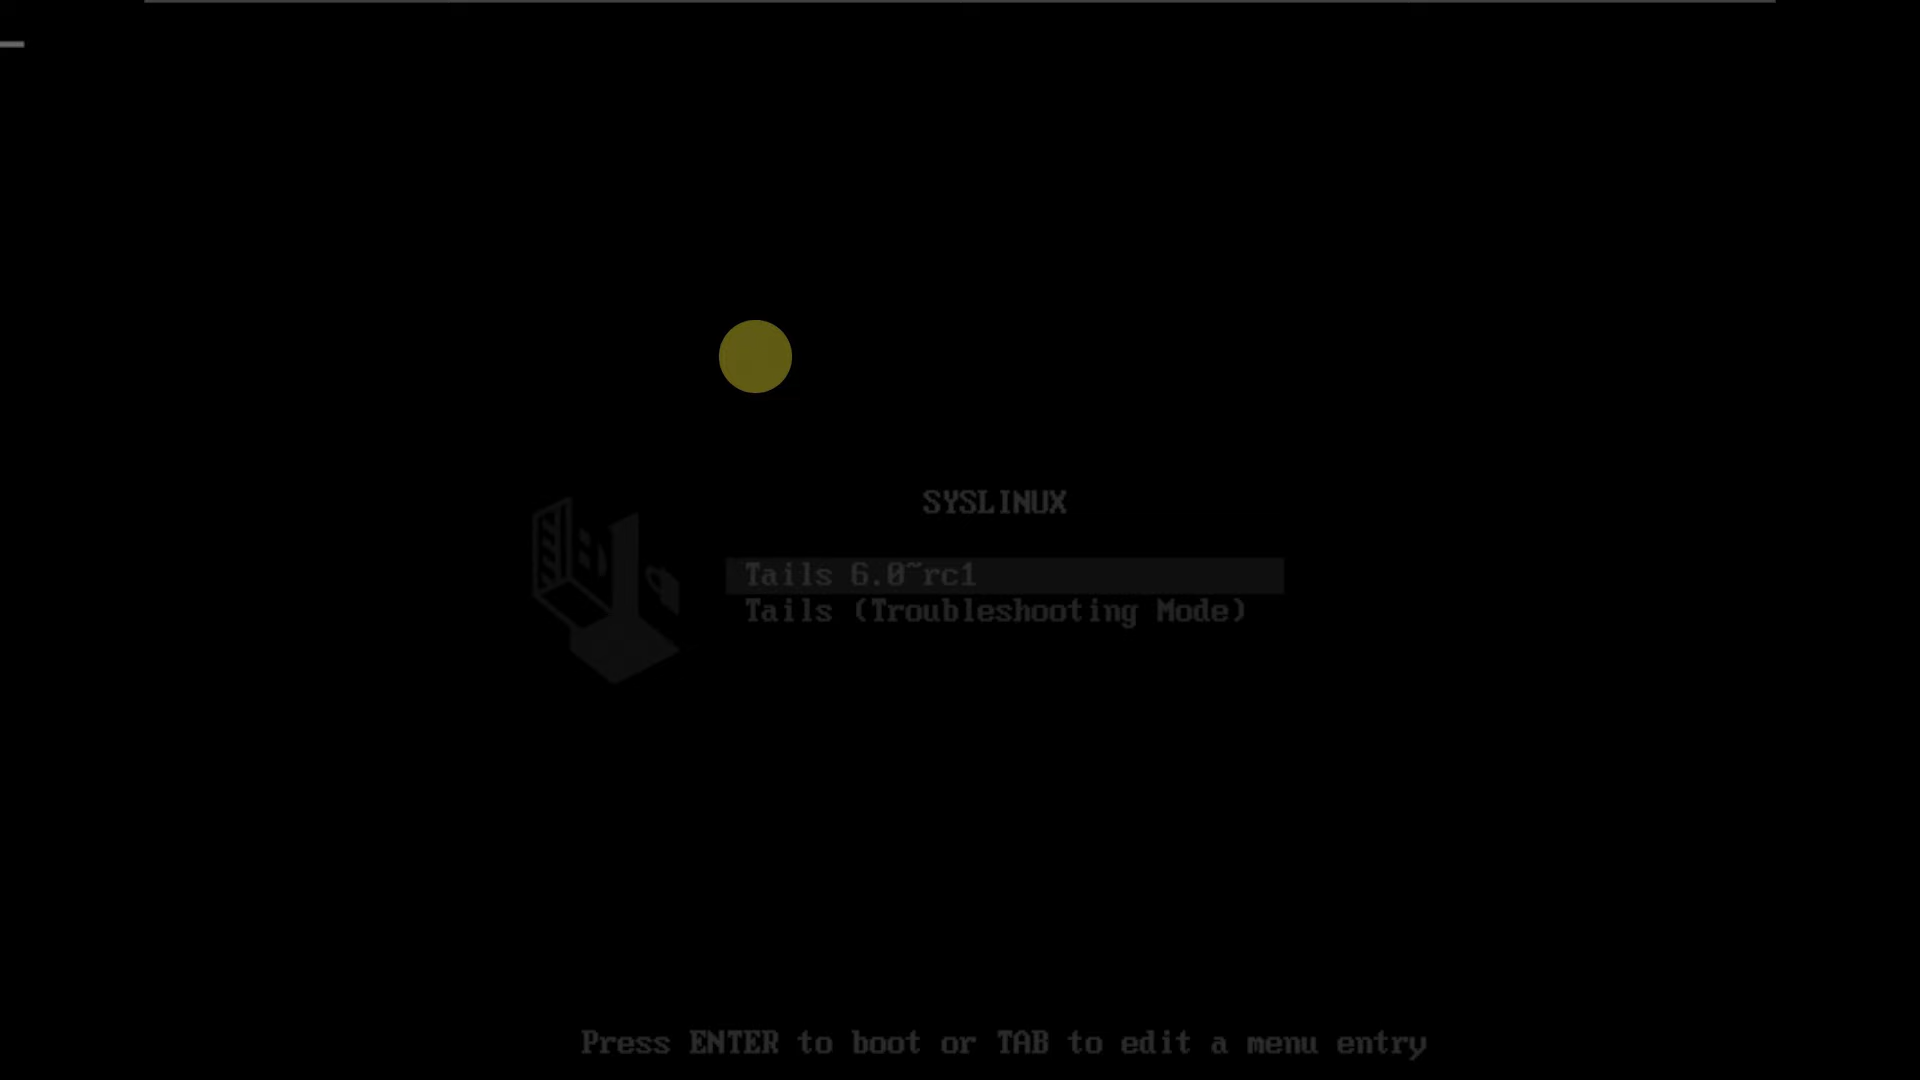 SYSLINUX
Tails 6.0~rc1
Tails (Troubleshooting Mode)
Press ENTER to boot or TAB to edit a menu entry